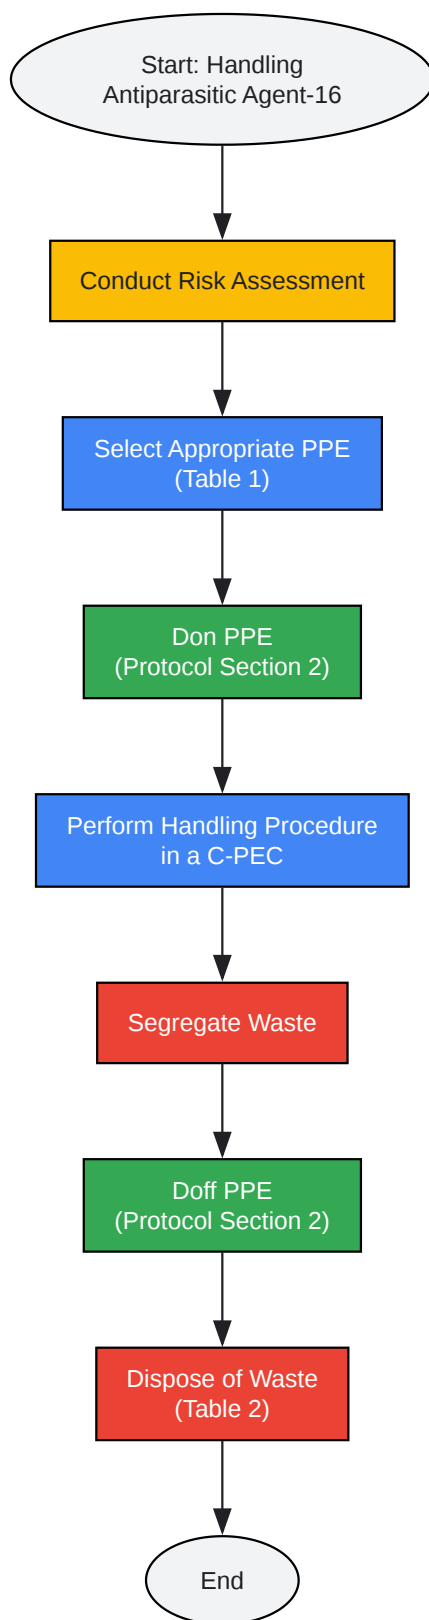 Start: Handling
Antiparasitic Agent-16
Conduct Risk Assessment
Select Appropriate PPE
(Table 1)
Don PPE
(Protocol Section 2)
Perform Handling Procedure
in a C-PEC
Segregate Waste
Doff PPE
(Protocol Section 2)
Dispose of Waste
(Table 2)
End